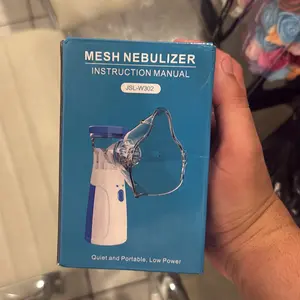 MESH NEBULIZER
INSTRUCTION MANUAL
JSL-W302
Quiet and Portable, Low Power